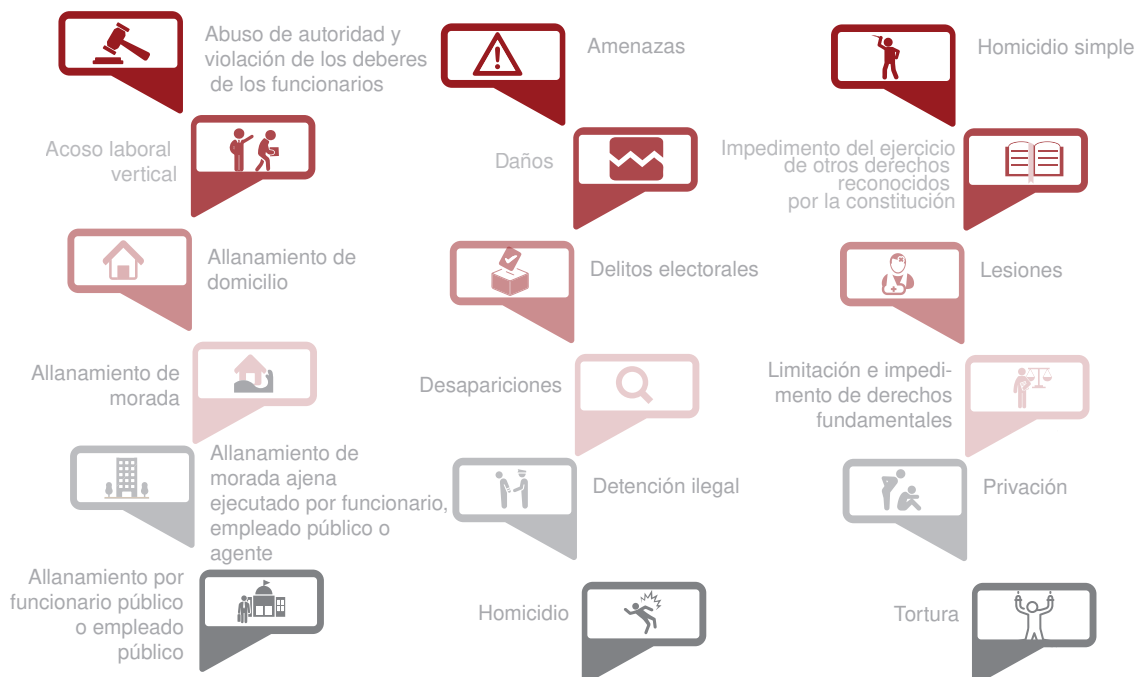 Abuso de autoridad y
violación de los deberes
de los funcionarios
Acoso laboral
vertical
Allanamiento de
domicilio
Allanamiento de
morada
Allanamiento de
morada ajena
ejecutado por funcionario,
empleado público o
agente
Allanamiento por
funcionario público
o empleado
público
Amenazas
Daños
Delitos electorales
Desapariciones
Detención ilegal
Homicidio
Homicidio simple
Impedimento del ejercicio
de otros derechos
reconocidos
por la constitución
Lesiones
Limitación e impedi-
mento de derechos
fundamentales
Privación
Tortura